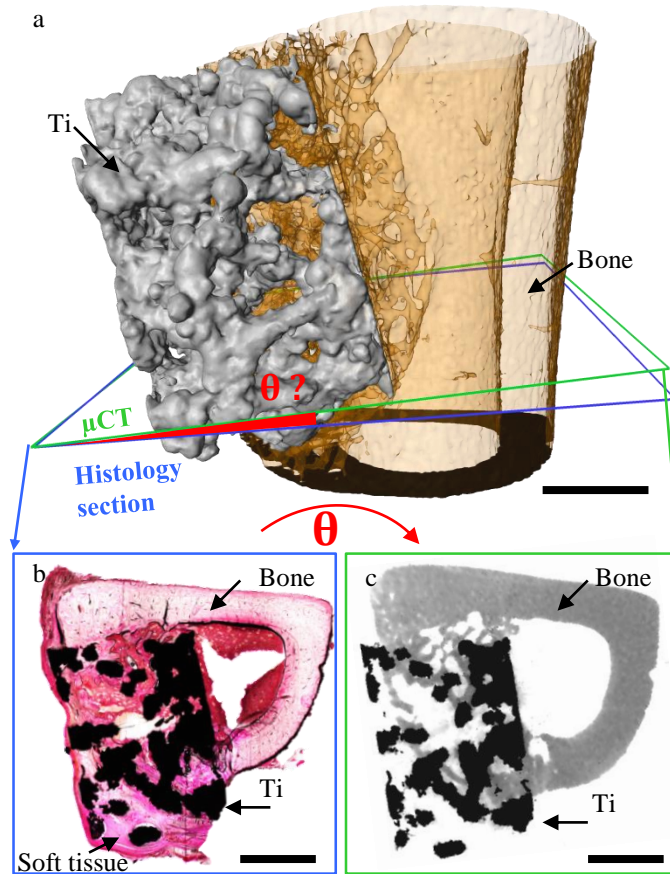 a
Ti
Bone
θ ?
μCT
Histology
section
θ
b
Bone
Ti
Soft tissue
c
Bone
Ti